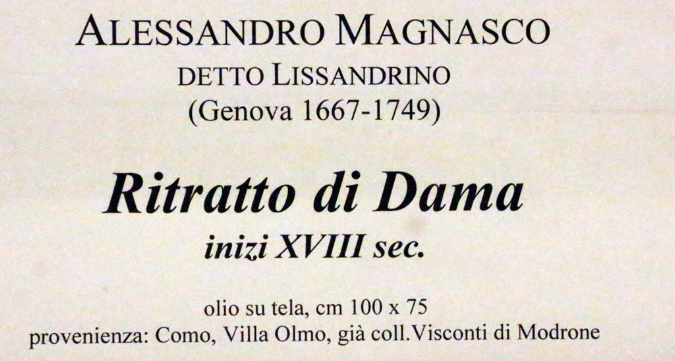 ALESSANDRO MAGNASCO
DETTO LISSANDRINO
(Genova 1667-1749)
Ritratto di Dama
inizi XVIII sec.
olio su tela, cm 100 x 75
provenienza: Como, Villa Olmo, già coll.Visconti di Modrone